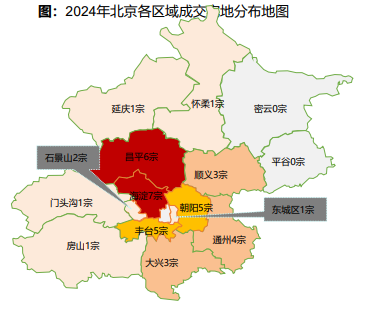 图：2024年北京各区域成交土地分布地图
延庆1宗
怀柔1宗
密云0宗
石景山2宗
昌平6宗
平谷0宗
顺义3宗
海淀7宗
门头沟1宗
朝阳5宗
东城区1宗
丰台5宗
通州4宗
房山1宗
大兴3宗